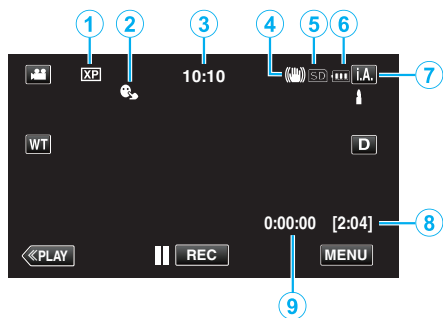 1 2 3 4 5 6
XP 10:10 SD i.A. 7
WT D
0:00:00 [2:04] 8
≪PLAY REC MENU
9